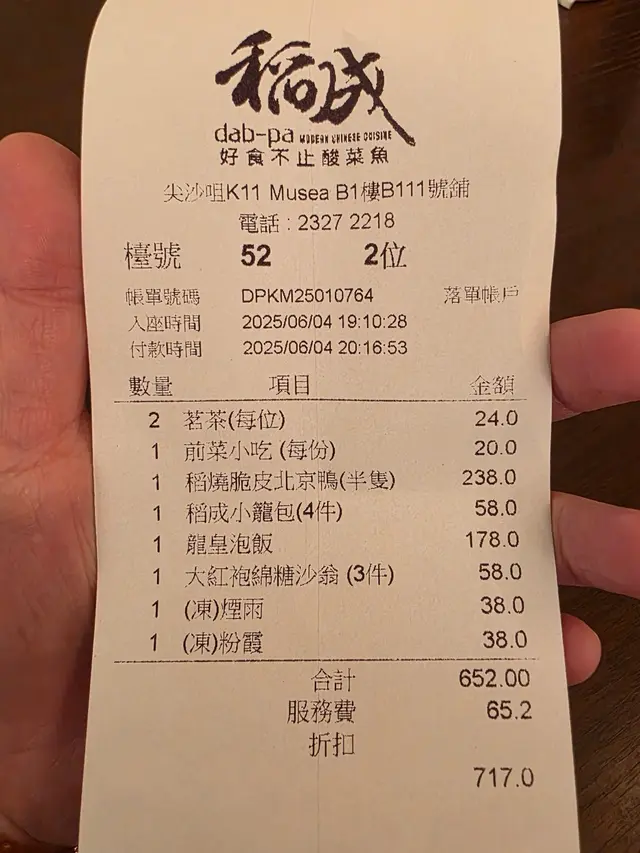 稻成
dab-pa MODERN CHINESE CUISINE
好食不止酸菜魚
尖沙咀K11 Musea B1樓B111號舖
電話 : 2327 2218
檯號 52 2位
帳單號碼 DPKM25010764 落單帳戶
入座時間 2025/06/04 19:10:28
付款時間 2025/06/04 20:16:53
數量 項目 金額
2 茗茶(每位) 24.0
1 前菜小吃 (每份) 20.0
1 稻燒脆皮北京鴨(半隻) 238.0
1 稻成小籠包(4件) 58.0
1 龍皇泡飯 178.0
1 大紅袍綿糖沙翁 (3件) 58.0
1 (凍)煙雨 38.0
1 (凍)粉霞 38.0
合計 652.00
服務費 65.2
折扣
717.0